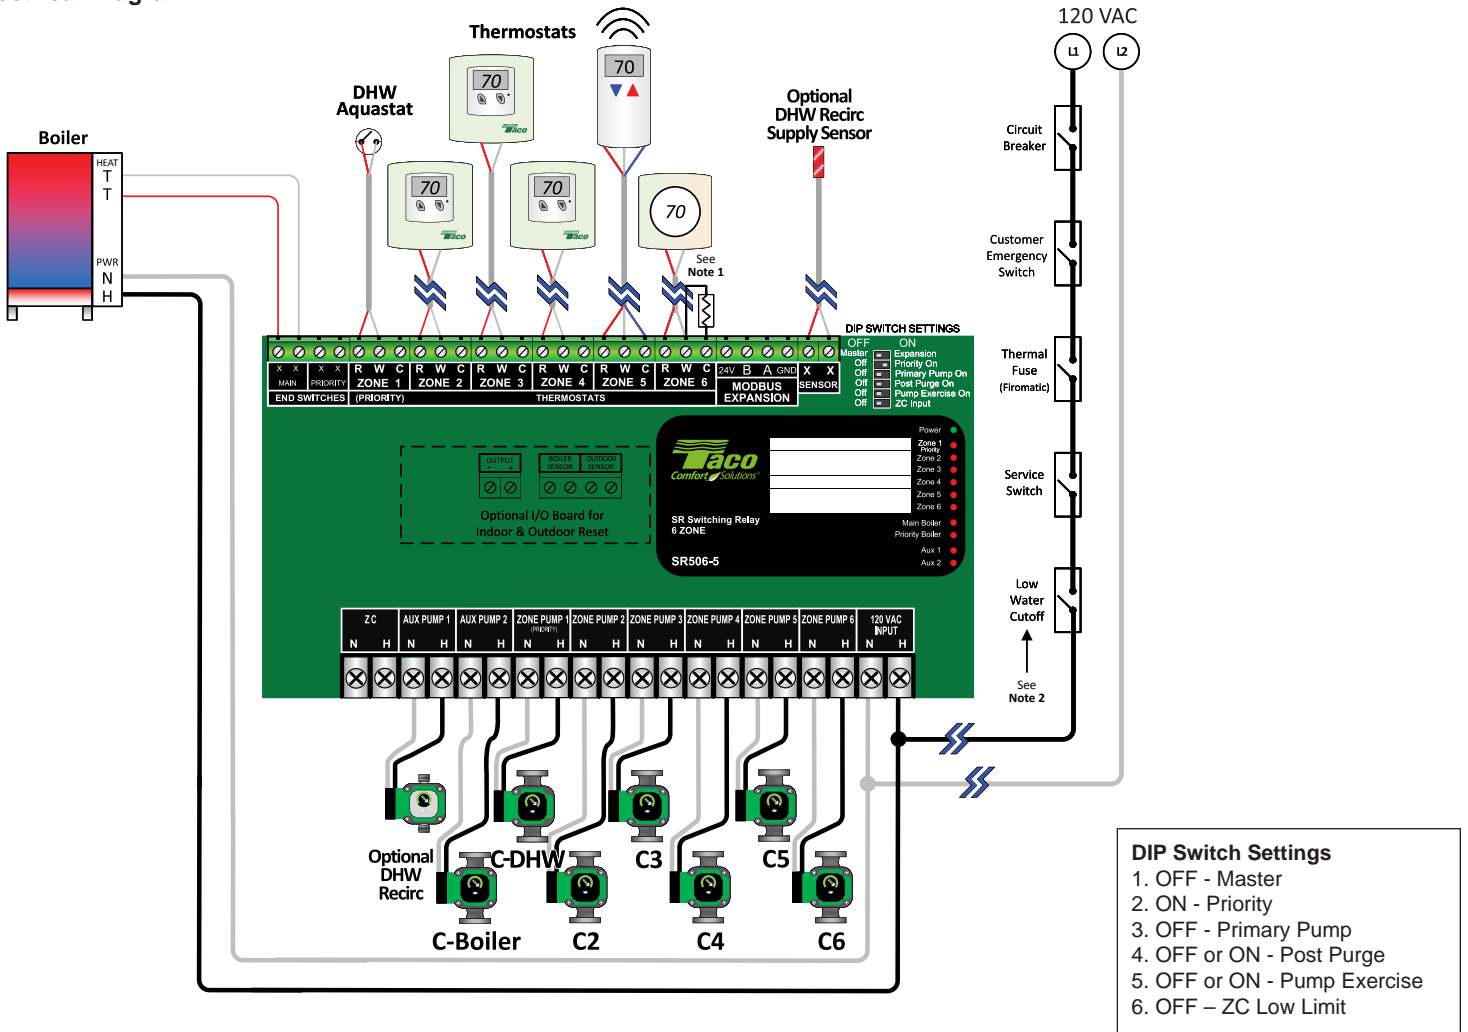 120 VAC
L1 L2
Thermostats
70
70
DHW
Aquastat
Taco
Optional
DHW Recirc
Supply Sensor
Circuit
Breaker
Boiler
HEAT
T
T
PWR
N
H
70
Taco
70
Taco
70
See
Note 1
Customer
Emergency
Switch
Thermal
Fuse
(Firomatic)
Service
Switch
Low
Water
Cutoff
See
Note 2
DIP SWITCH SETTINGS
OFF ON
Master Expansion
Off Priority On
Off Primary Pump On
Off Post Purge On
Off Pump Exercise On
Off ZC Input
X X X X R W C R W C R W C R W C R W C R W C 24V B A GND X X
MAIN PRIORITY ZONE 1 ZONE 2 ZONE 3 ZONE 4 ZONE 5 ZONE 6 MODBUS EXPANSION SENSOR
END SWITCHES (PRIORITY) THERMOSTATS
OUTPUT
- +
BOILER
SENSOR
OUTDOOR
SENSOR
Optional I/O Board for
Indoor & Outdoor Reset
Taco
Comfort Solutions
SR Switching Relay
6 ZONE
SR506-5
Power
Zone 1
Priority
Zone 2
Zone 3
Zone 4
Zone 5
Zone 6
Main Boiler
Priority Boiler
Aux 1
Aux 2
Z C AUX PUMP 1 AUX PUMP 2 ZONE PUMP 1 ZONE PUMP 2 ZONE PUMP 3 ZONE PUMP 4 ZONE PUMP 5 ZONE PUMP 6 120 VAC
(PRIORITY) INPUT
N H N H N H N H N H N H N H N H N H N H
Optional
DHW
Recirc
C-DHW
C3
C5
C-Boiler
C2
C4
C6
DIP Switch Settings
1. OFF - Master
2. ON - Priority
3. OFF - Primary Pump
4. OFF or ON - Post Purge
5. OFF or ON - Pump Exercise
6. OFF – ZC Low Limit